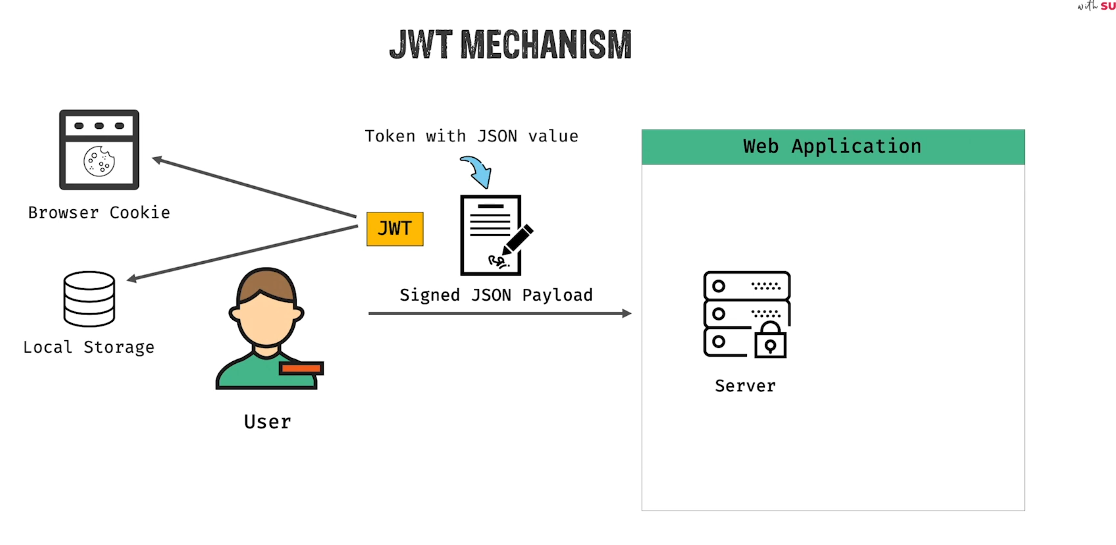 with SU
JWT MECHANISM
Token with JSON value
Web Application
Browser Cookie
JWT
Signed JSON Payload
Local Storage
Server
User